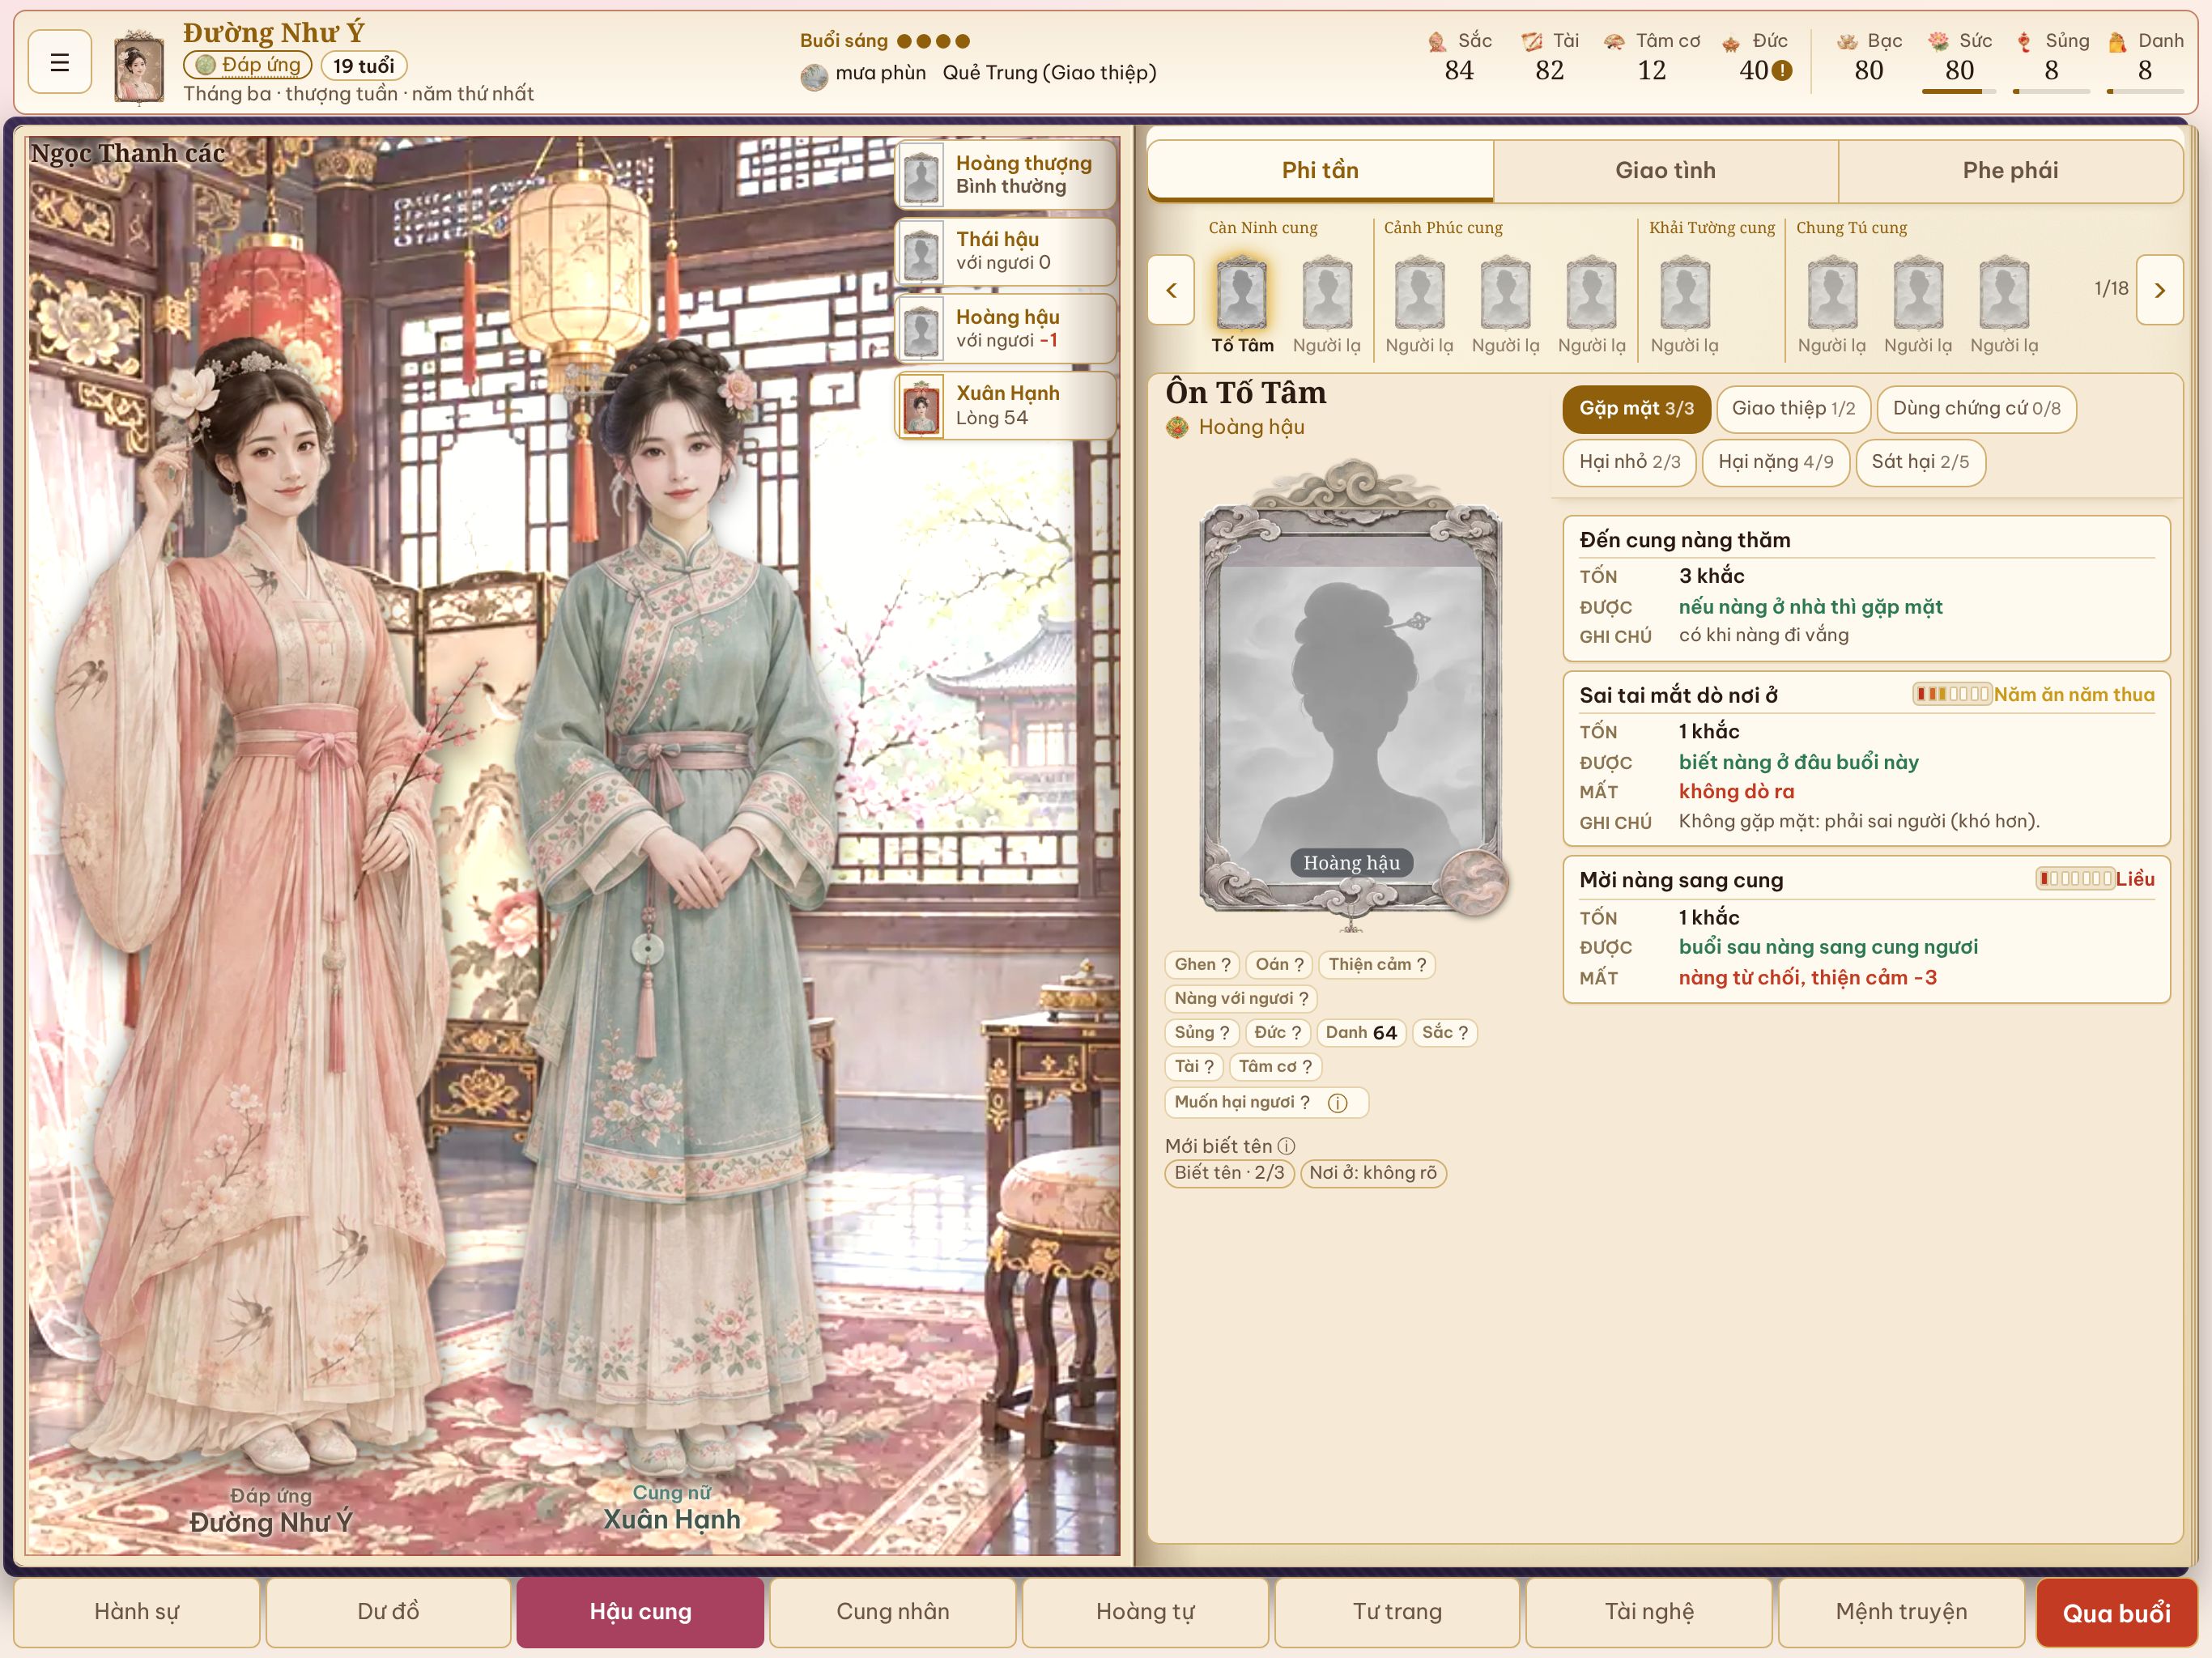 ☰
Đường Như Ý
Đáp ứng 19 tuổi
Tháng ba · thượng tuần · năm thứ nhất
Buổi sáng
mưa phùn Quẻ Trung (Giao thiệp)
Sắc Tài Tâm cơ Đức Bạc Sức Sủng Danh
84 82 12 40 ! 80 80 8 8
Ngọc Thanh các
Hoàng thượng
Bình thường
Thái hậu
với ngươi 0
Hoàng hậu
với ngươi -1
Xuân Hạnh
Lòng 54
Đáp ứng
Đường Như Ý
Cung nữ
Xuân Hạnh
Phi tần Giao tình Phe phái
Càn Ninh cung Cảnh Phúc cung Khải Tường cung Chung Tú cung
< 1/18 >
Tố Tâm Người lạ Người lạ Người lạ Người lạ Người lạ Người lạ Người lạ Người lạ
Ôn Tố Tâm
Hoàng hậu
Hoàng hậu
Ghen ? Oán ? Thiện cảm ?
Nàng với ngươi ?
Sủng ? Đức ? Danh 64 Sắc ?
Tài ? Tâm cơ ?
Muốn hại ngươi ? ⓘ
Mới biết tên ⓘ
Biết tên · 2/3 Nơi ở: không rõ
Gặp mặt 3/3 Giao thiệp 1/2 Dùng chứng cứ 0/8
Hại nhỏ 2/3 Hại nặng 4/9 Sát hại 2/5
Đến cung nàng thăm
TỐN 3 khắc
ĐƯỢC nếu nàng ở nhà thì gặp mặt
GHI CHÚ có khi nàng đi vắng
Sai tai mắt dò nơi ở Năm ăn năm thua
TỐN 1 khắc
ĐƯỢC biết nàng ở đâu buổi này
MẤT không dò ra
GHI CHÚ Không gặp mặt: phải sai người (khó hơn).
Mời nàng sang cung Liều
TỐN 1 khắc
ĐƯỢC buổi sau nàng sang cung ngươi
MẤT nàng từ chối, thiện cảm -3
Hành sự Dư đồ Hậu cung Cung nhân Hoàng tự Tư trang Tài nghệ Mệnh truyện Qua buổi